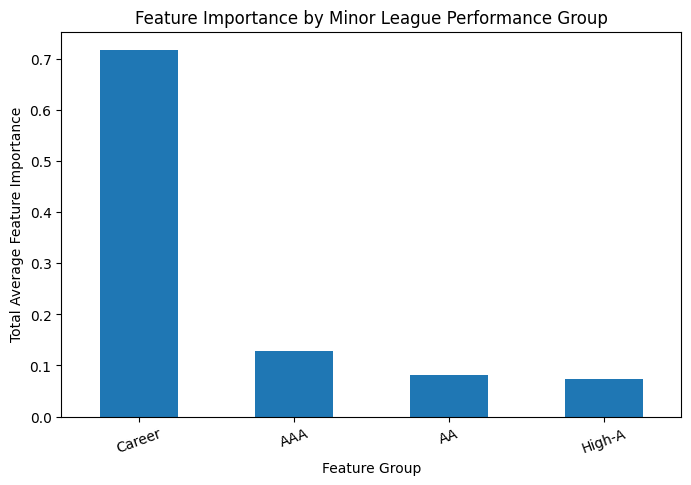 Feature Importance by Minor League Performance Group
Total Average Feature Importance
0.7
0.6
0.5
0.4
0.3
0.2
0.1
0.0
Career
AAA
AA
High-A
Feature Group